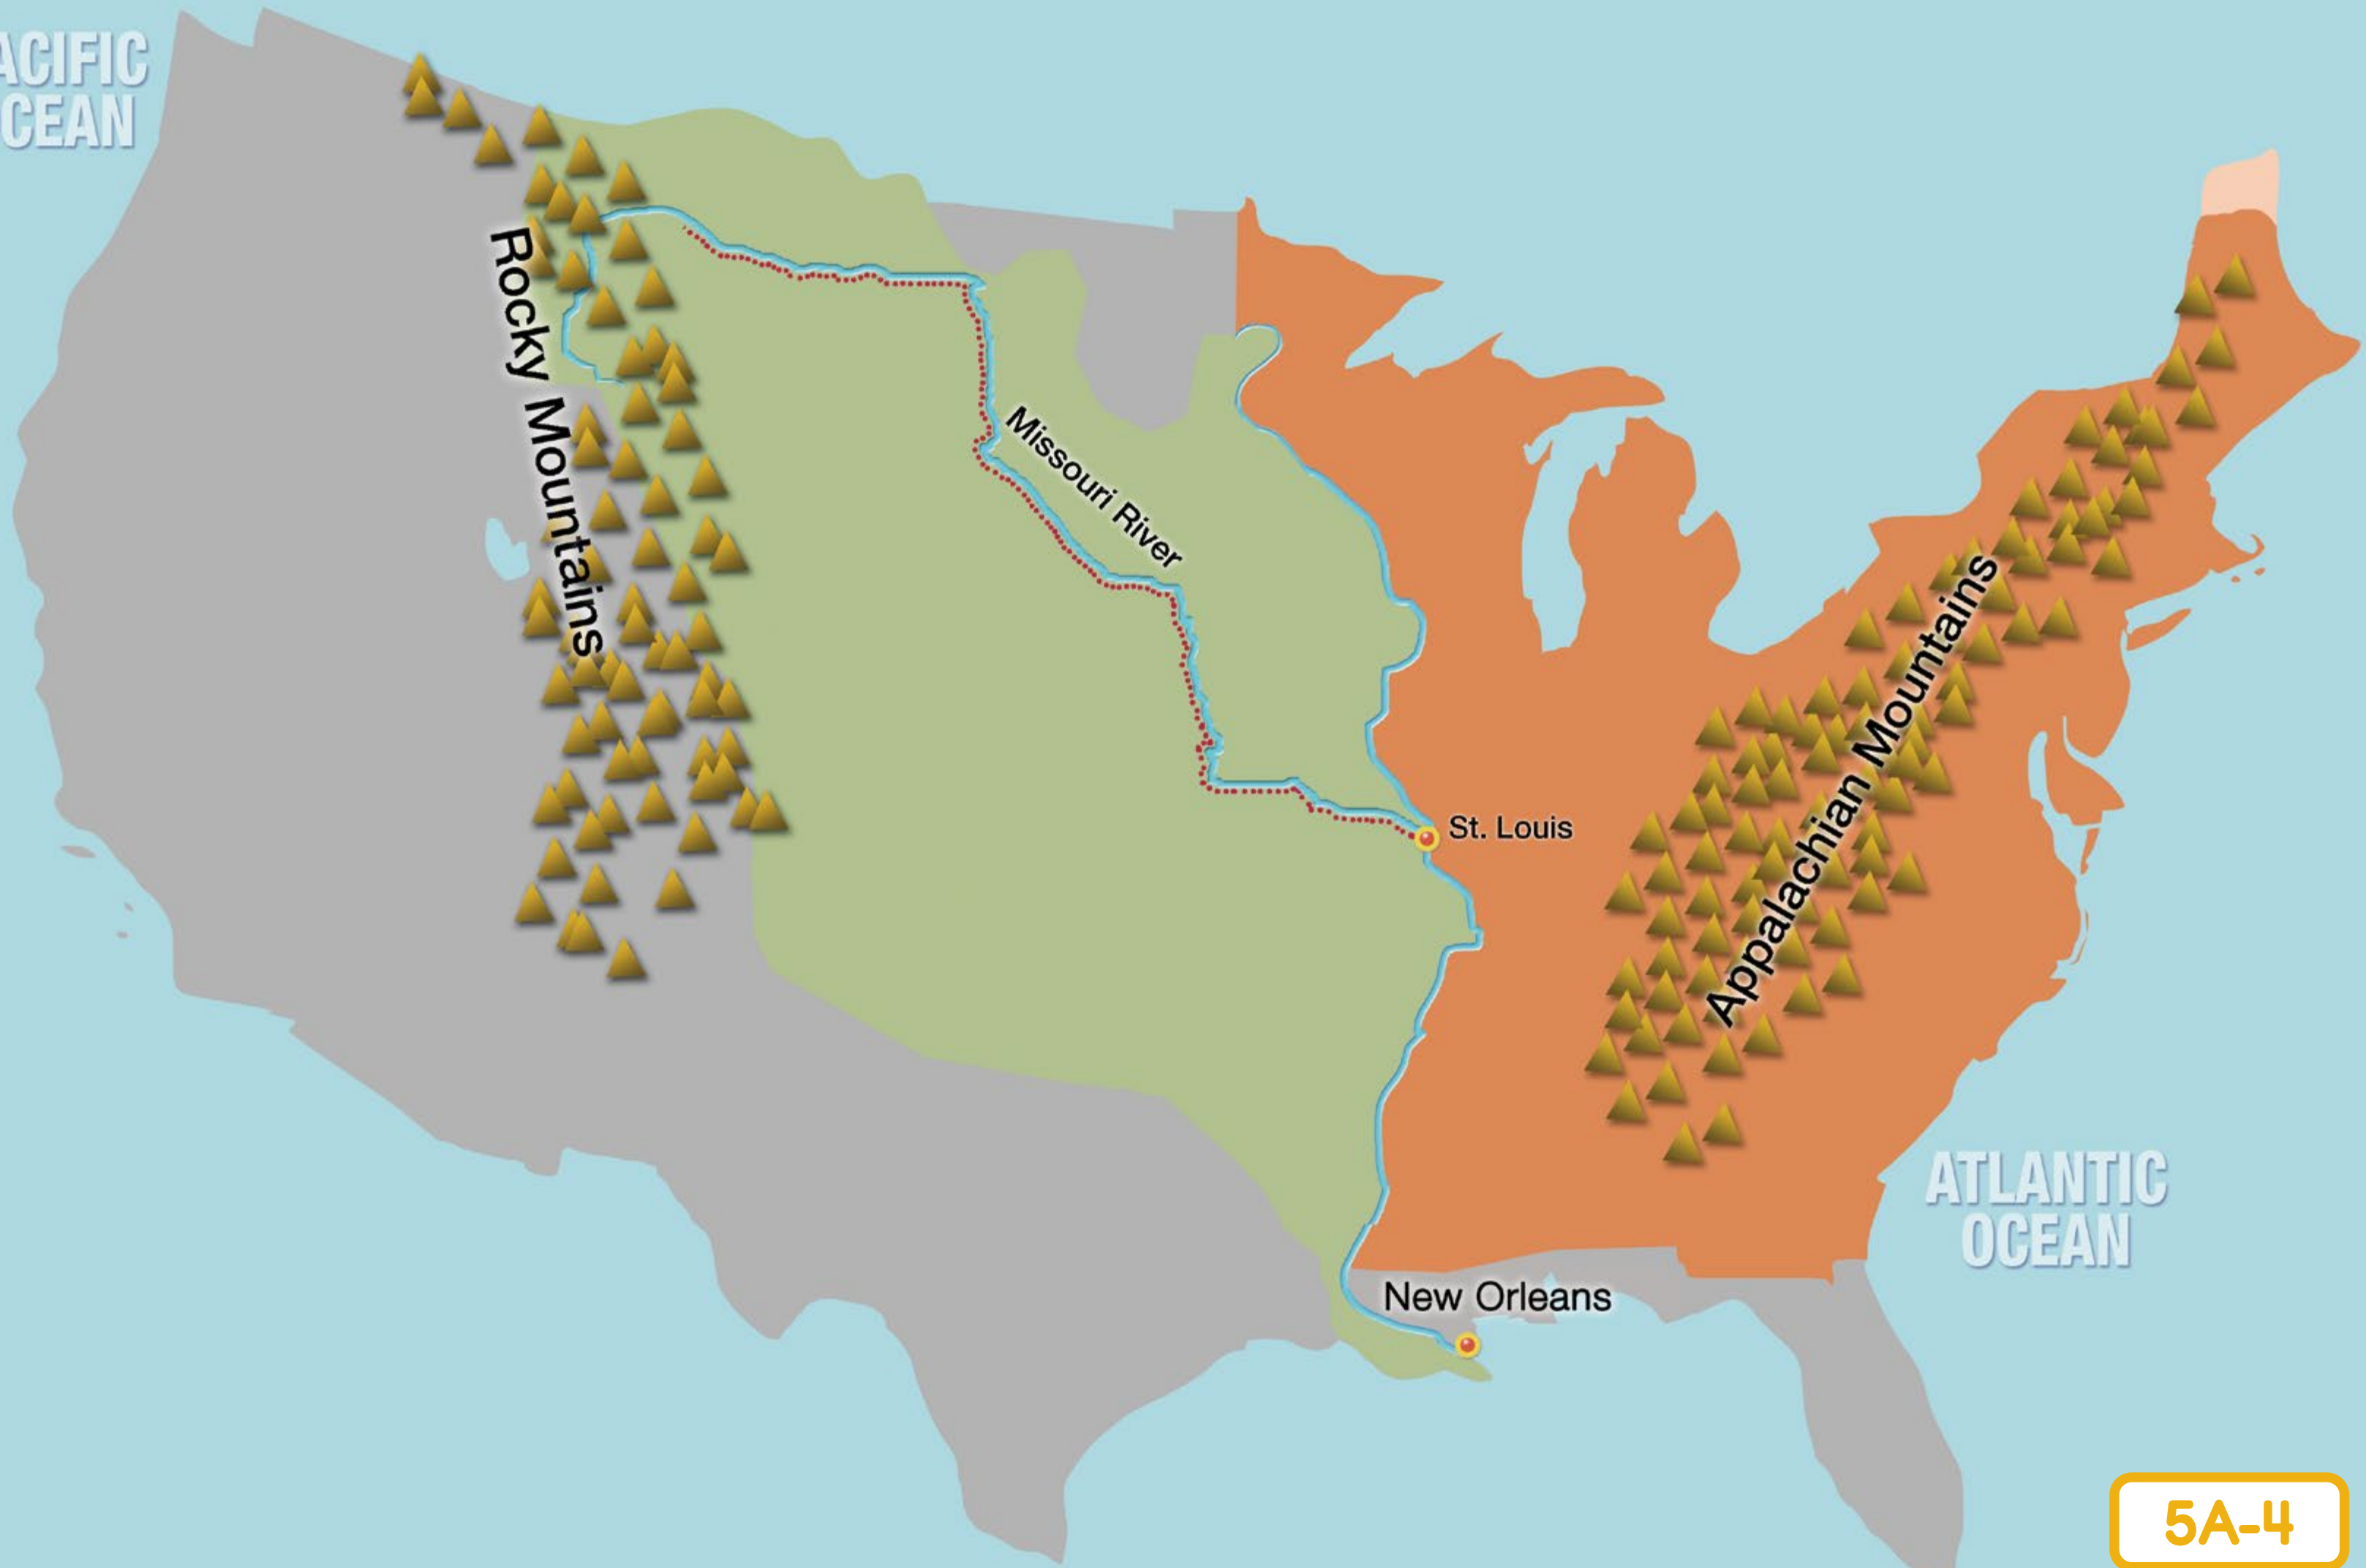 ACIFIC
CEAN
Rocky Mountains
Missouri River
St. Louis
Appalachian Mountains
New Orleans
ATLANTIC
OCEAN
5A-4